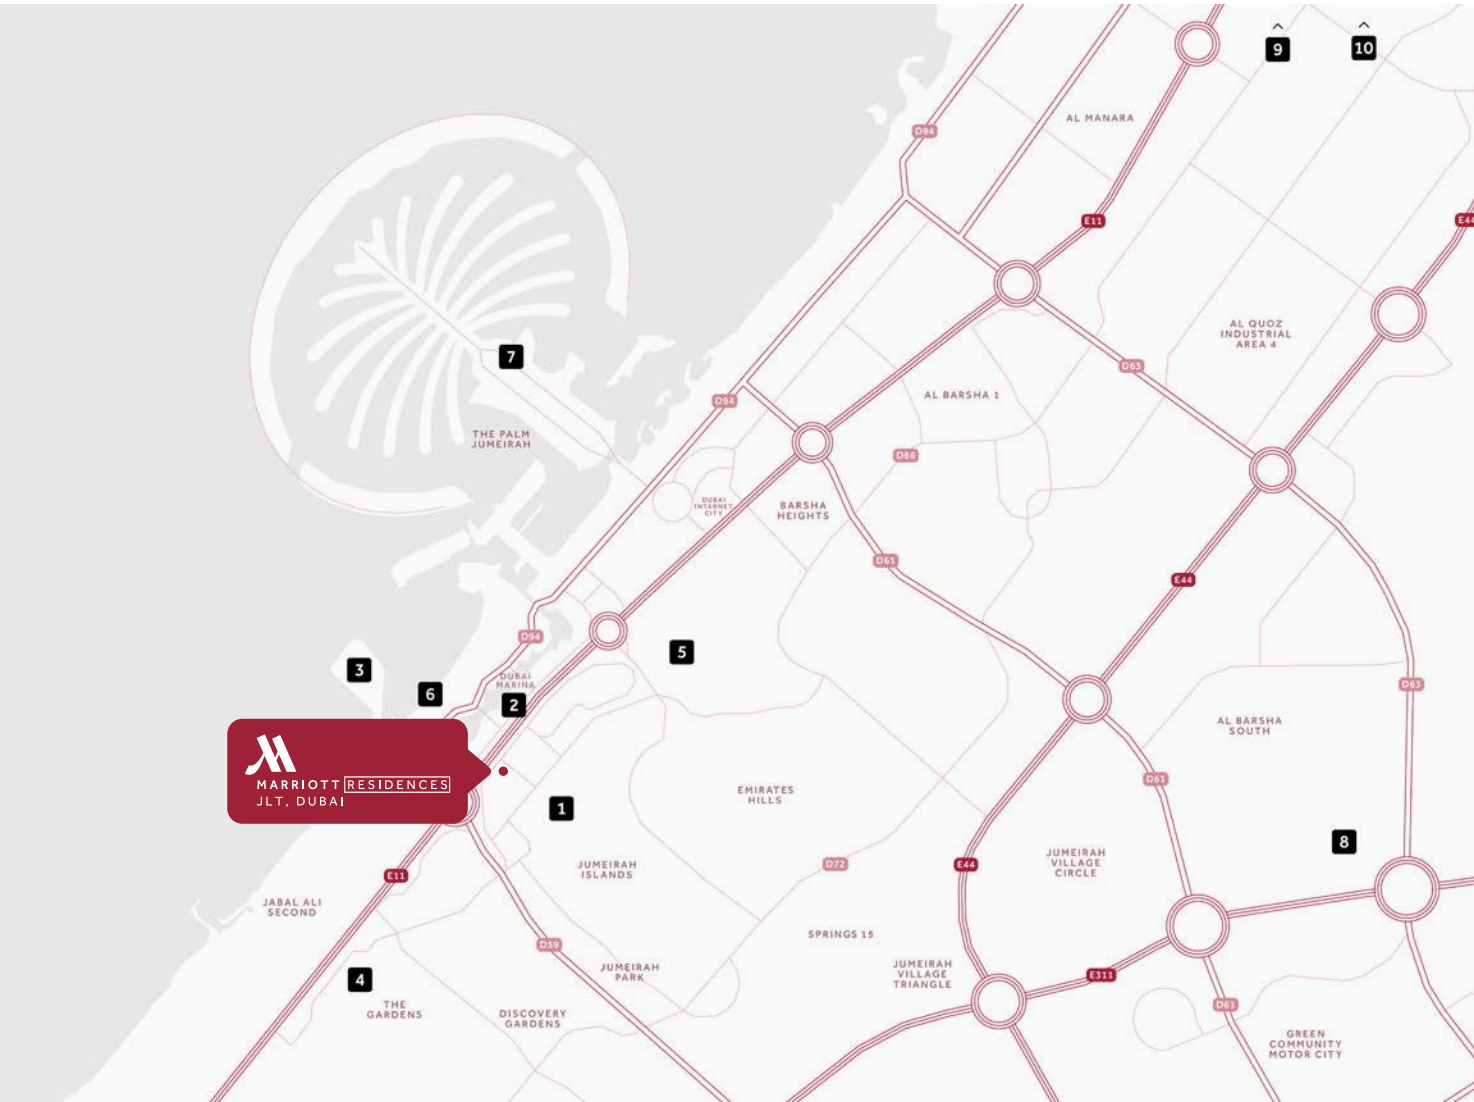 9
10
AL MANARA
D94
E11
E44
AL QUOZ
INDUSTRIAL
AREA 4
7
D63
AL BARSHA 1
D94
THE PALM
JUMEIRAH
D86
DUBAI
INTERNET
CITY
BARSHA
HEIGHTS
D61
E44
D94
5
3
DUBAI
MARINA
6
2
D63
AL BARSHA
SOUTH
MARRIOTT RESIDENCES
JLT, DUBAI
D61
EMIRATES
HILLS
1
8
JUMEIRAH
ISLANDS
D72
E44
JUMEIRAH
VILLAGE
CIRCLE
E11
JABAL ALI
SECOND
SPRINGS 15
D59
4
JUMEIRAH
PARK
JUMEIRAH
VILLAGE
TRIANGLE
E311
THE
GARDENS
DISCOVERY
GARDENS
D61
GREEN
COMMUNITY
MOTOR CITY